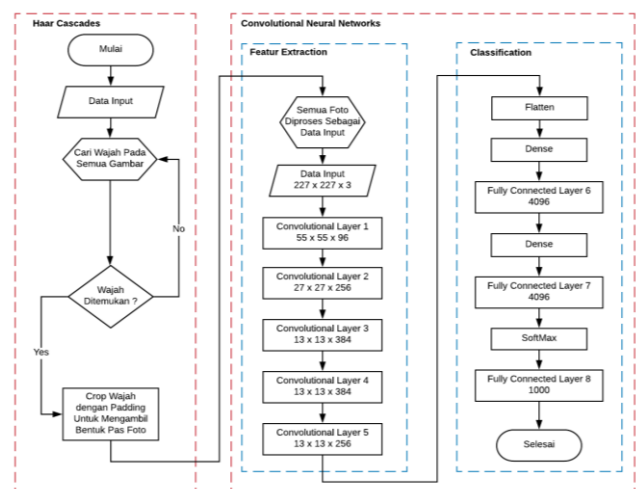 Haar Cascades
Mulai
Data Input
Cari Wajah Pada
Semua Gambar
No
Wajah
Ditemukan ?
Yes
Crop Wajah
dengan Padding
Untuk Mengambil
Bentuk Pas Foto
Convolutional Neural Networks
Featur Extraction
Semua Foto
Diproses Sebagai
Data Input
Data Input
227 x 227 x 3
Convolutional Layer 1
55 x 55 x 96
Convolutional Layer 2
27 x 27 x 256
Convolutional Layer 3
13 x 13 x 384
Convolutional Layer 4
13 x 13 x 384
Convolutional Layer 5
13 x 13 x 256
Classification
Flatten
Dense
Fully Connected Layer 6
4096
Dense
Fully Connected Layer 7
4096
SoftMax
Fully Connected Layer 8
1000
Selesai